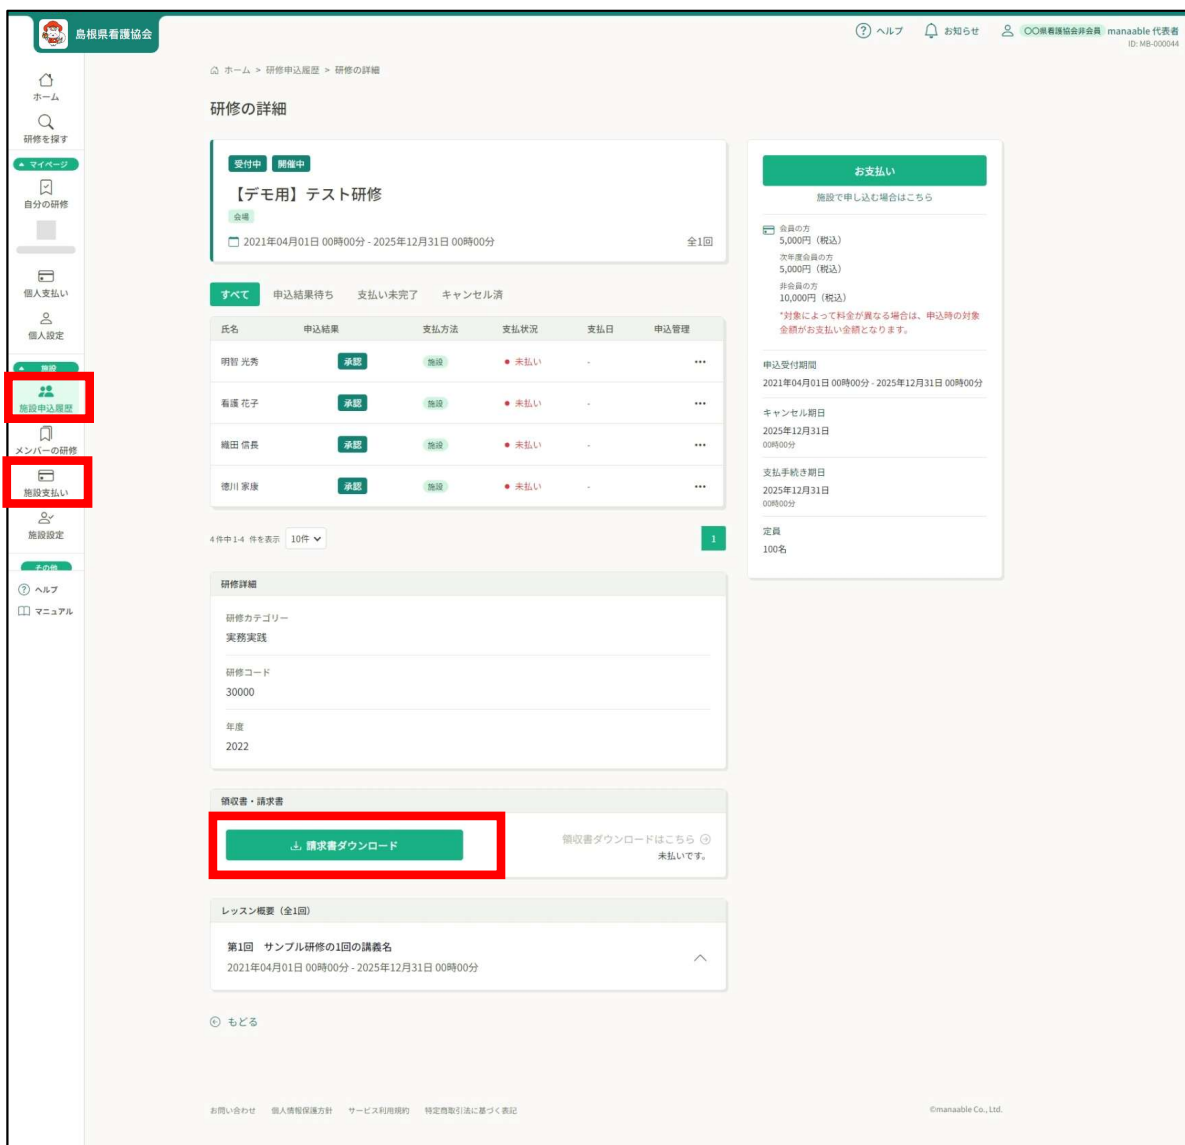 島根県看護協会
ヘルプ
お知らせ
〇〇県看護協会非会員 manaable 代表者
ID: MB-000044
ホーム
研修を探す
マイページ
自分の研修
個人支払い
個人設定
施設
施設申込履歴
メンバーの研修
施設支払い
施設設定
その他
ヘルプ
マニュアル
ホーム > 研修申込履歴 > 研修の詳細
研修の詳細
受付中 開催中
【デモ用】テスト研修
会場
2021年04月01日 00時00分 - 2025年12月31日 00時00分 全1回
すべて 申込結果待ち 支払い未完了 キャンセル済
氏名 申込結果 支払方法 支払状況 支払日 申込管理
明智 光秀 承認 施設 未払い - •••
看護 花子 承認 施設 未払い - •••
織田 信長 承認 施設 未払い - •••
徳川 家康 承認 施設 未払い - •••
4 件中 1-4 件を表示 10件 1
研修詳細
研修カテゴリー
実務実践
研修コード
30000
年度
2022
領収書・請求書
請求書ダウンロード
領収書ダウンロードはこちら
未払いです。
レッスン概要（全1回）
第1回 サンプル研修の1回の講義名
2021年04月01日 00時00分 - 2025年12月31日 00時00分
もどる
お支払い
施設で申し込む場合はこちら
会員の方
5,000円（税込）
次年度会員の方
5,000円（税込）
非会員の方
10,000円（税込）
*対象によって料金が異なる場合は、申込時の対象
金額がお支払い金額となります。
申込受付期間
2021年04月01日 00時00分 - 2025年12月31日 00時00分
キャンセル期日
2025年12月31日
00時00分
支払手続き期日
2025年12月31日
00時00分
定員
100名
お問い合わせ 個人情報保護方針 サービス利用規約 特定商取引法に基づく表記
©manaable Co., Ltd.